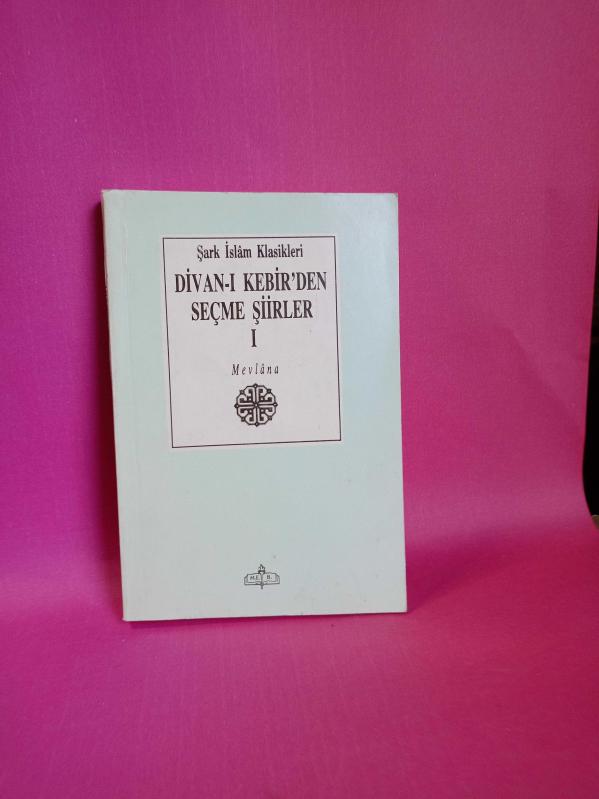 Şark İslâm Klasikleri
DİVAN-I KEBİR'DEN
SEÇME ŞİİRLER
I
Mevlâna
M.E. B.